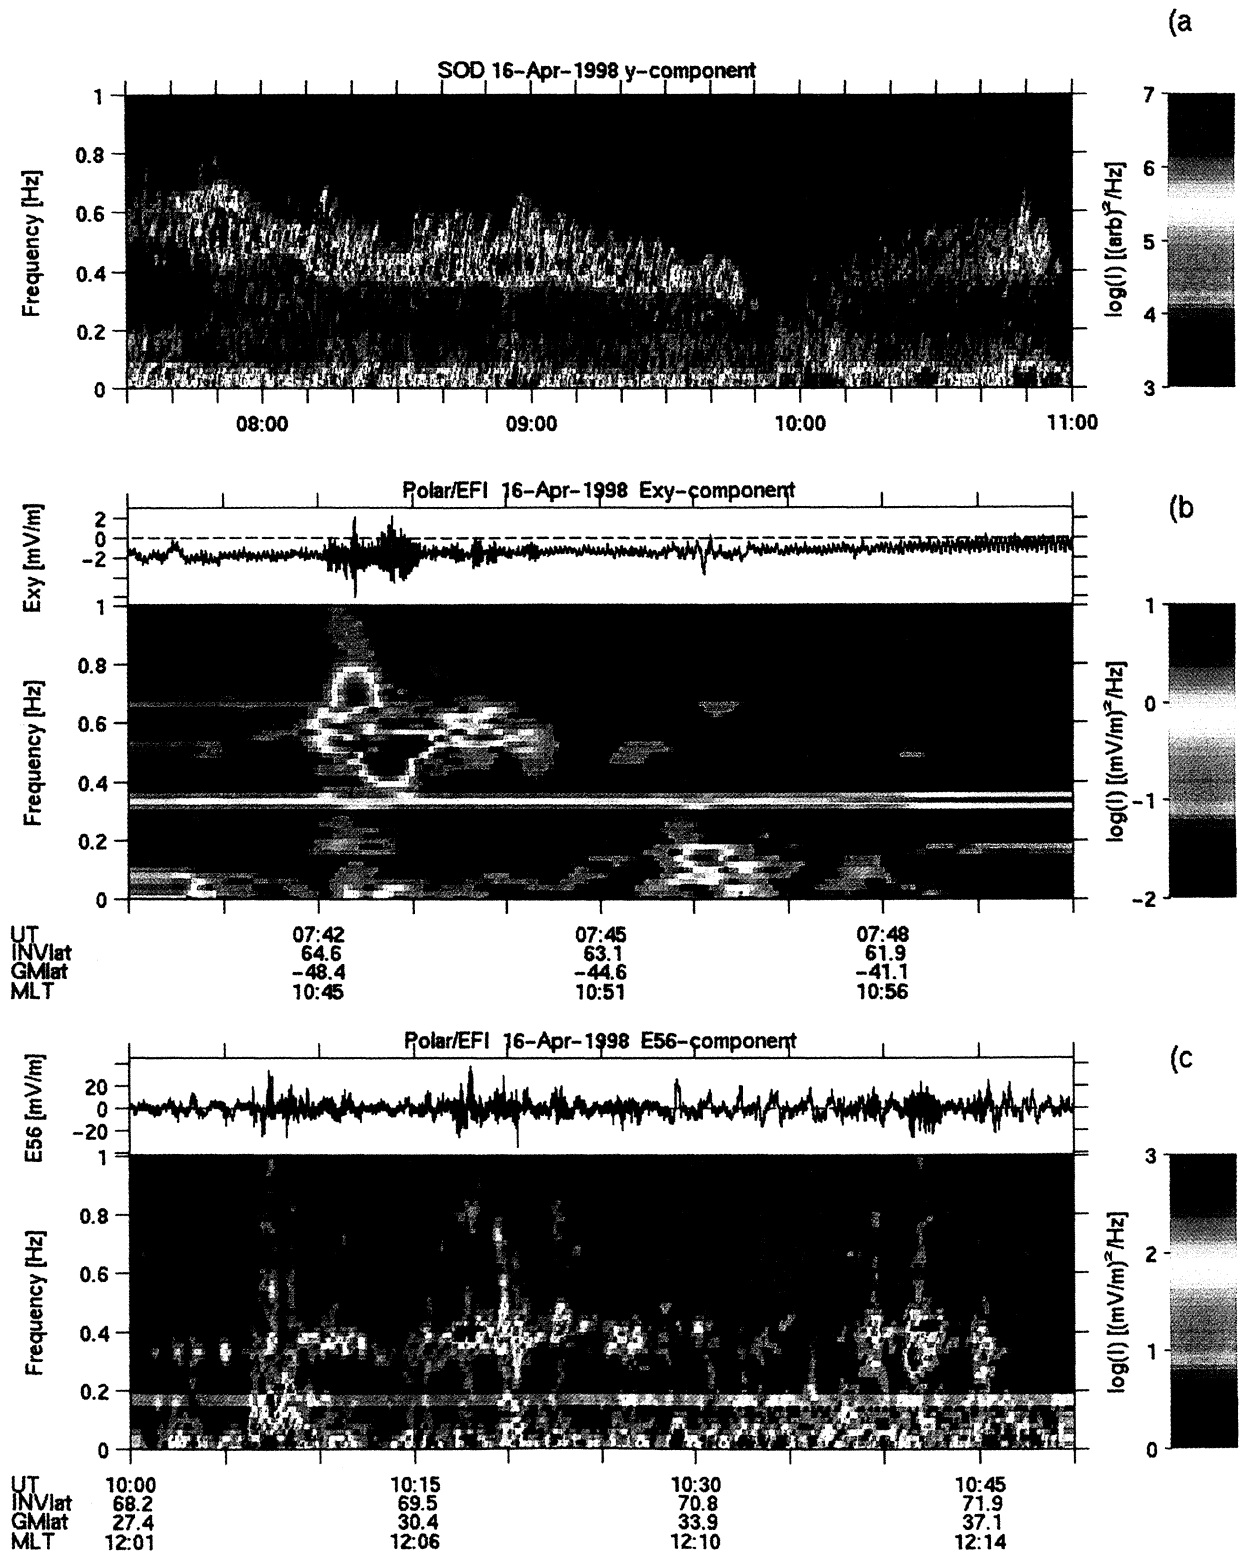 (a
SOD 16-Apr-1998 y-component
1
0.8
0.6
0.4
0.2
0
Frequency [Hz]
08:00 09:00 10:00 11:00
7
6
5
4
3
log(I) [(arb)²/Hz]
(b
Polar/EFI 16-Apr-1998 Exy-component
2
0
-2
Exy [mV/m]
1
0.8
0.6
0.4
0.2
0
Frequency [Hz]
1
0
-1
-2
log(I) [(mV/m)²/Hz]
UT 07:42 07:45 07:48
INVlat 64.6 63.1 61.9
GMlat -48.4 -44.6 -41.1
MLT 10:45 10:51 10:56
(c
Polar/EFI 16-Apr-1998 E56-component
20
0
-20
E56 [mV/m]
1
0.8
0.6
0.4
0.2
0
Frequency [Hz]
3
2
1
0
log(I) [(mV/m)²/Hz]
UT 10:00 10:15 10:30 10:45
INVlat 68.2 69.5 70.8 71.9
GMlat 27.4 30.4 33.9 37.1
MLT 12:01 12:06 12:10 12:14